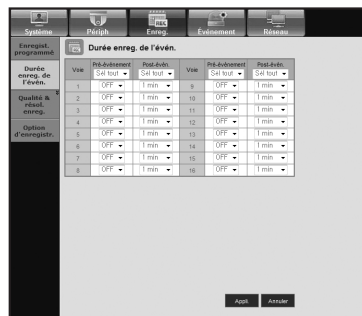 Système Périph Enreg. Événement Réseau
REC
Enregist. programmé
Durée enreg. de l'évén.
Qualité & résol. enreg.
Option d'enregistr.
Durée enreg. de l'évén.
Voie Pré-événement Post-évén. Voie Pré-événement Post-évén.
Sél tout Sél tout Sél tout Sél tout
1 OFF 1 min 9 OFF 1 min
2 OFF 1 min 10 OFF 1 min
3 OFF 1 min 11 OFF 1 min
4 OFF 1 min 12 OFF 1 min
5 OFF 1 min 13 OFF 1 min
6 OFF 1 min 14 OFF 1 min
7 OFF 1 min 15 OFF 1 min
8 OFF 1 min 16 OFF 1 min
Appli. Annuler